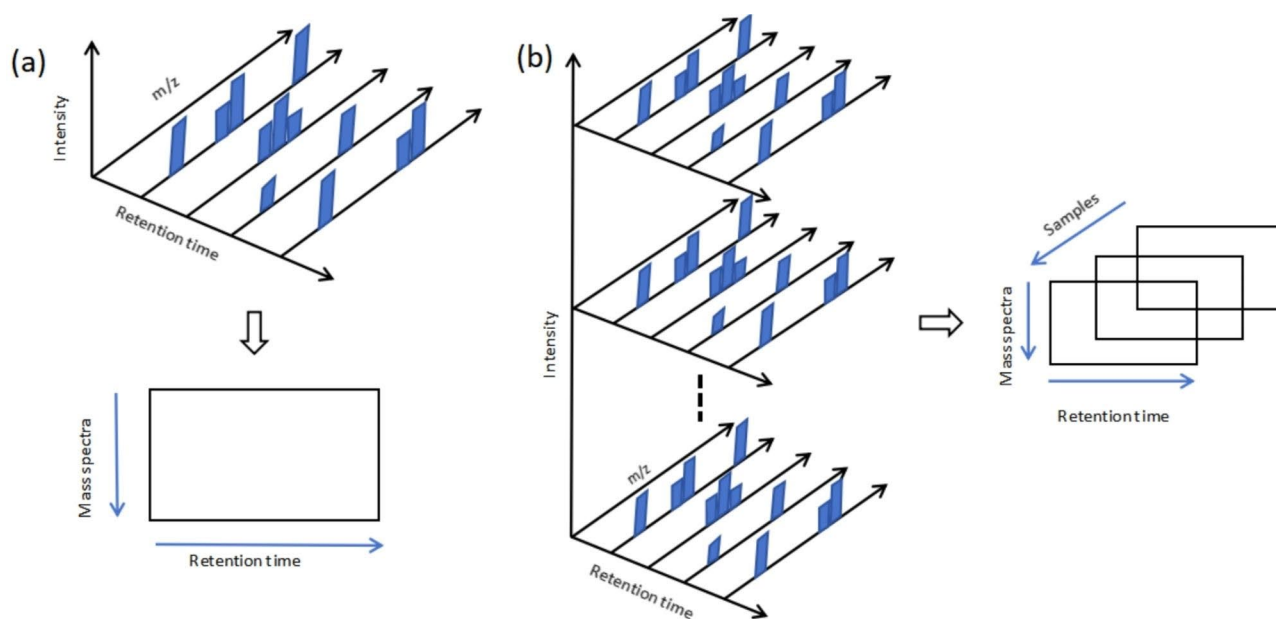 (a)
Intensity
m/z
Retention time
Mass spectra
Retention time
(b)
Intensity
m/z
Retention time
Samples
Mass spectra
Retention time